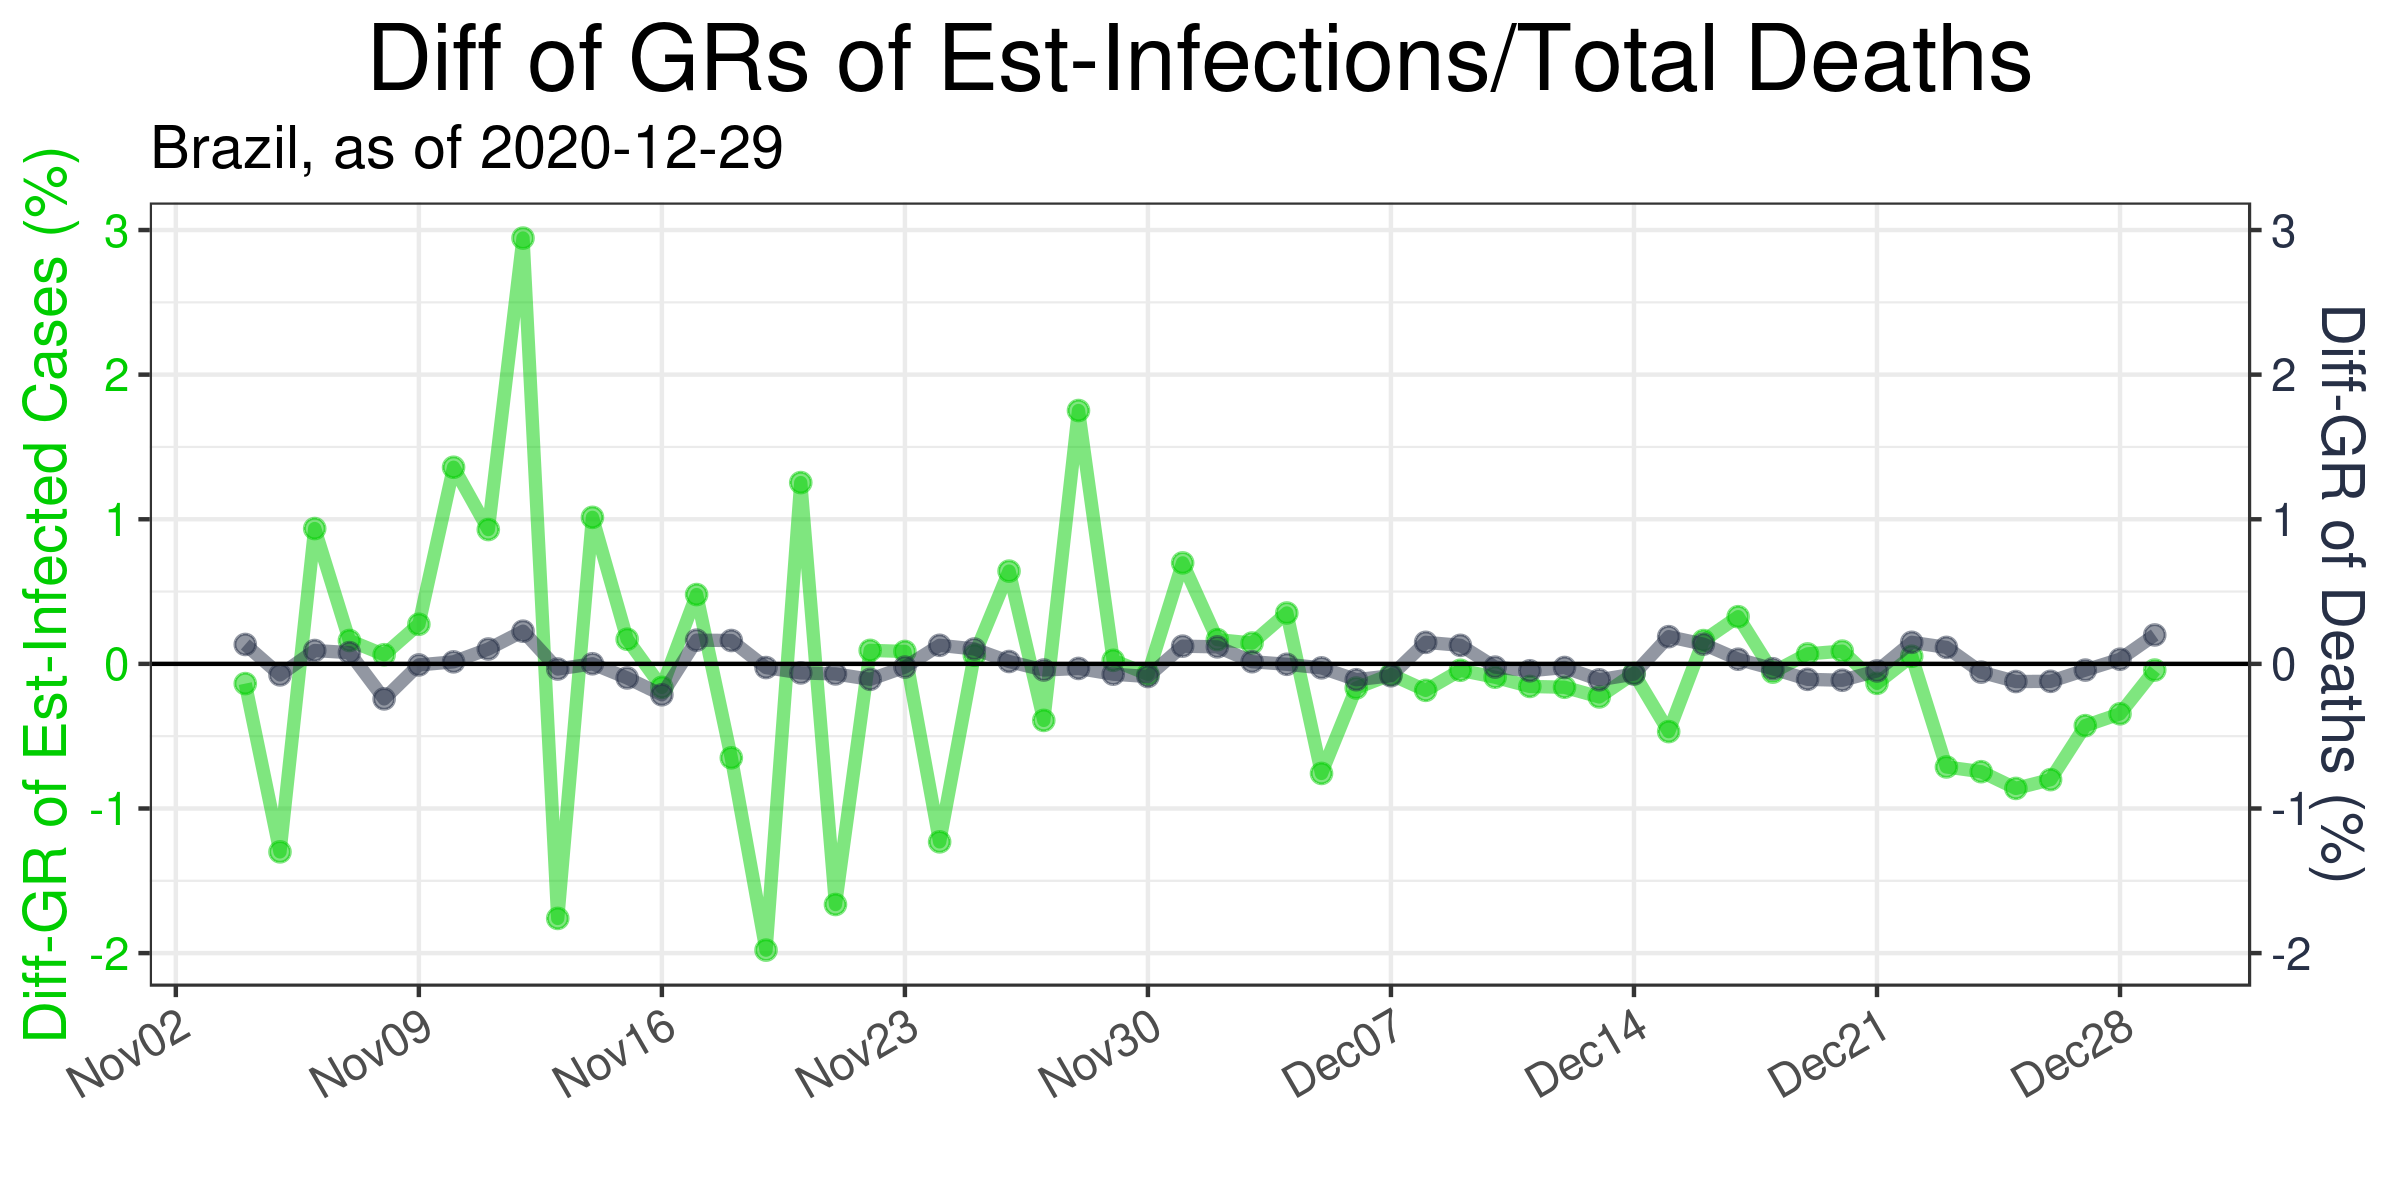 Diff of GRs of Est-Infections/Total Deaths
Brazil, as of 2020-12-29
Diff-GR of Est-Infected Cases (%)
3
2
1
0
-1
-2
3
2
1
0
-1
-2
Diff-GR of Deaths (%)
Nov02
Nov09
Nov16
Nov23
Nov30
Dec07
Dec14
Dec21
Dec28